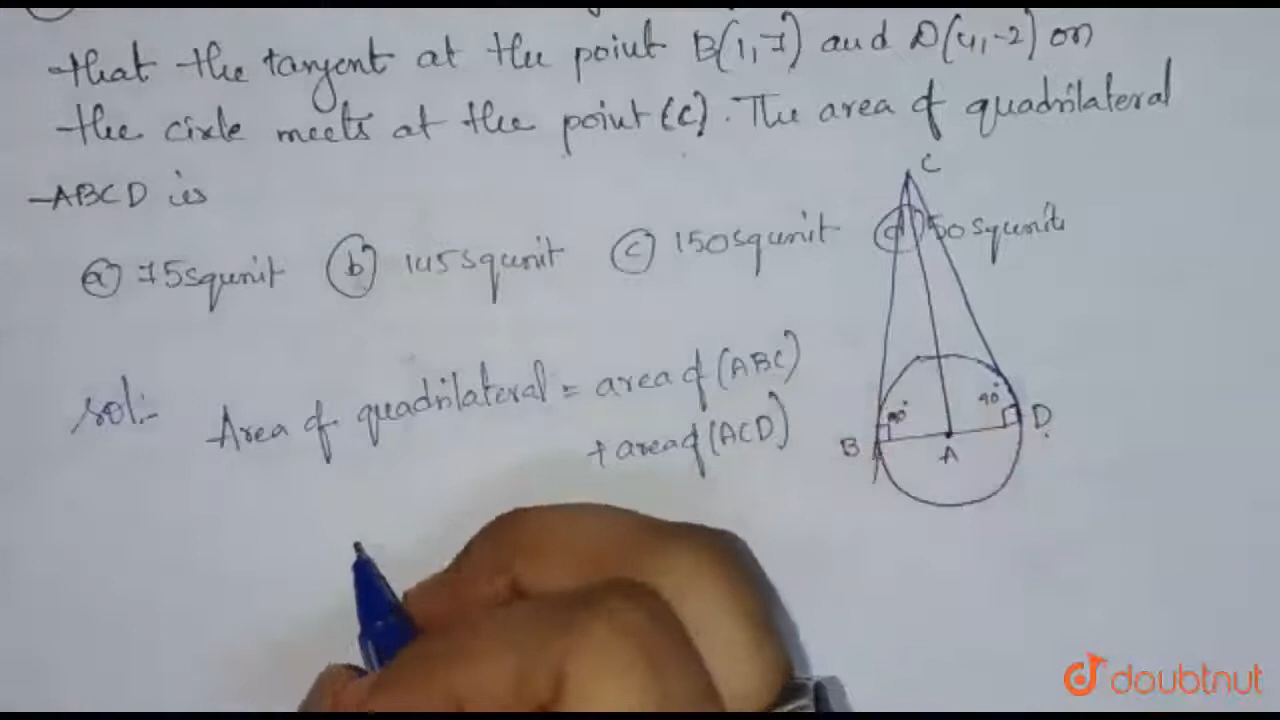 that the tangent at the point B(1,7) and D(4,-2) on
the cirle meets at the point (C). The area of quadrilateral
ABCD is
(a) 75squnit (b) 145squnit (c) 150squnit (d) 50squnit
Sol:- Area of quadrilateral = area of (ABC)
+ area of (ACD)
C
90° 90°
B A D
doubtnut